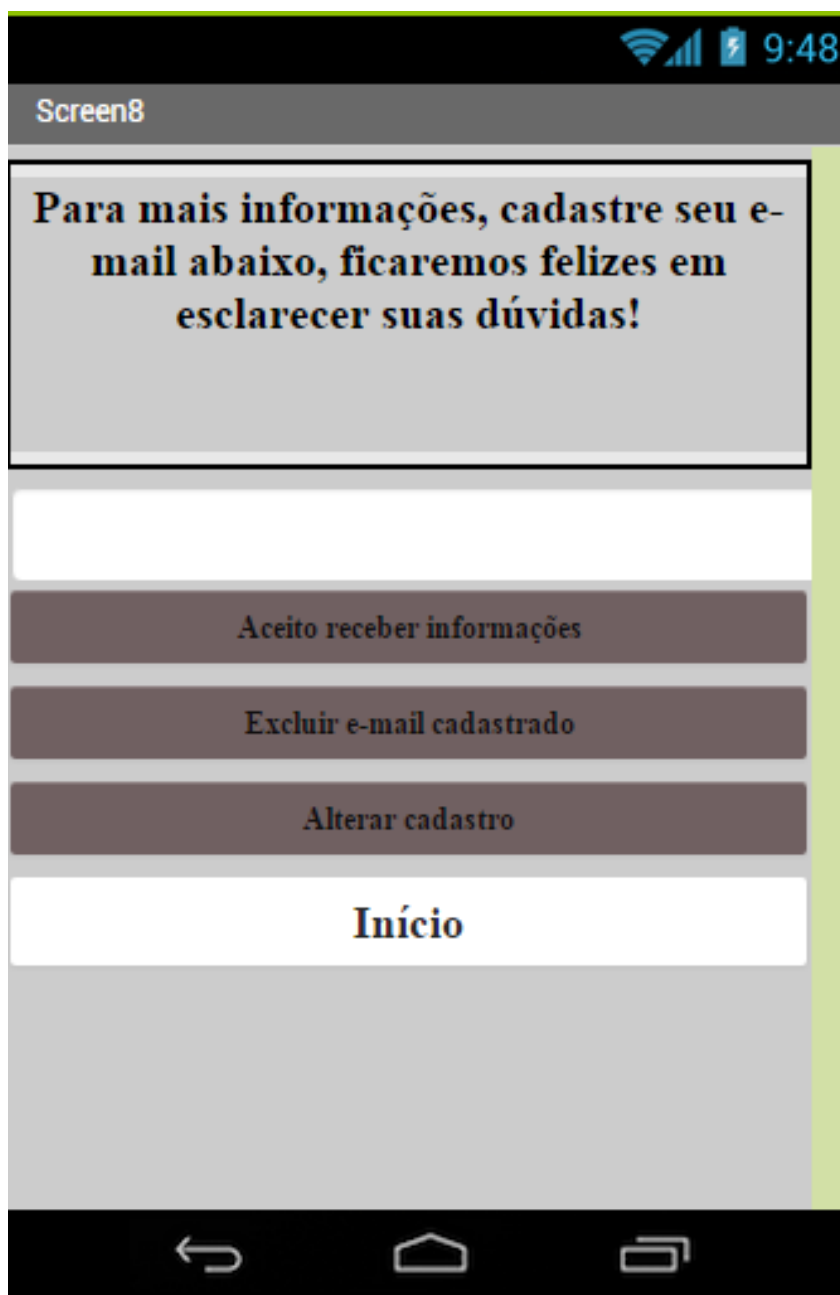 9:48
Screen8
Para mais informações, cadastre seu e-
mail abaixo, ficaremos felizes em
esclarecer suas dúvidas!
Aceito receber informações
Excluir e-mail cadastrado
Alterar cadastro
Início